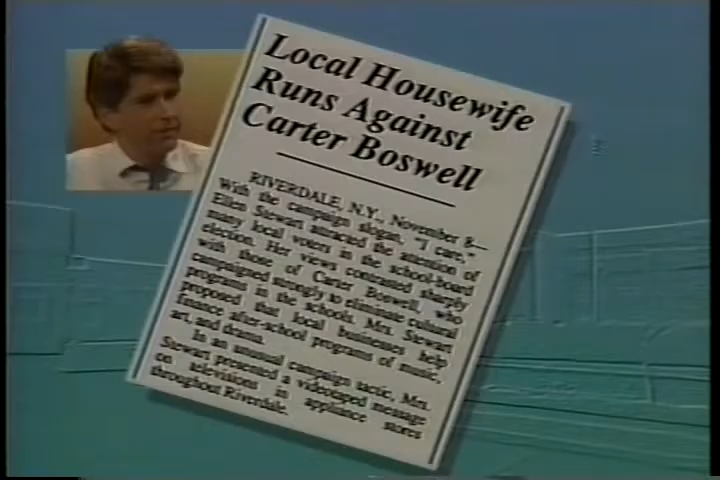 Local Housewife
Runs Against
Carter Boswell
RIVERDALE, N.Y., November 8—
With the campaign slogan, "I care,"
Ellen Stewart attracted the attention of
many local voters in the school-board
election. Her views contrasted sharply
with those of Carter Boswell, who
campaigned strongly to eliminate cultural
programs in the schools. Mrs. Stewart
proposed that local businesses help
finance after-school programs of music,
art, and drama.
In an unusual campaign tactic, Mrs.
Stewart presented a videotaped message
on televisions in appliance stores
throughout Riverdale.